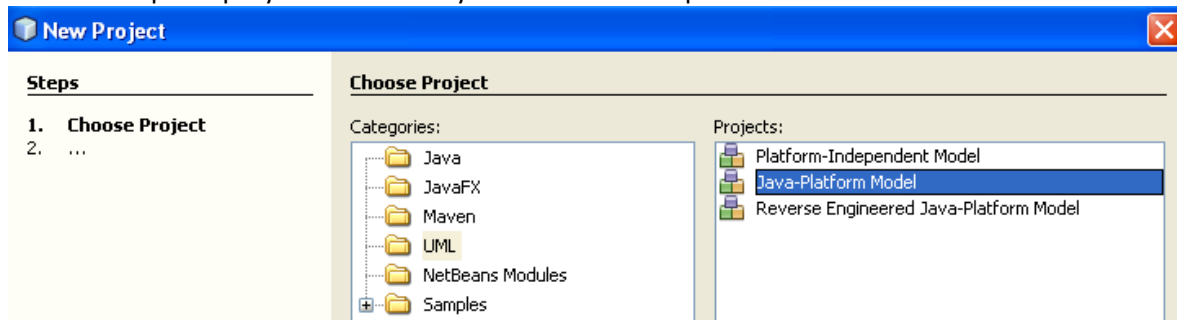 New Project
Steps
1. Choose Project
2. ...
Choose Project
Categories:
Java
JavaFX
Maven
UML
NetBeans Modules
Samples
Projects:
Platform-Independent Model
Java-Platform Model
Reverse Engineered Java-Platform Model